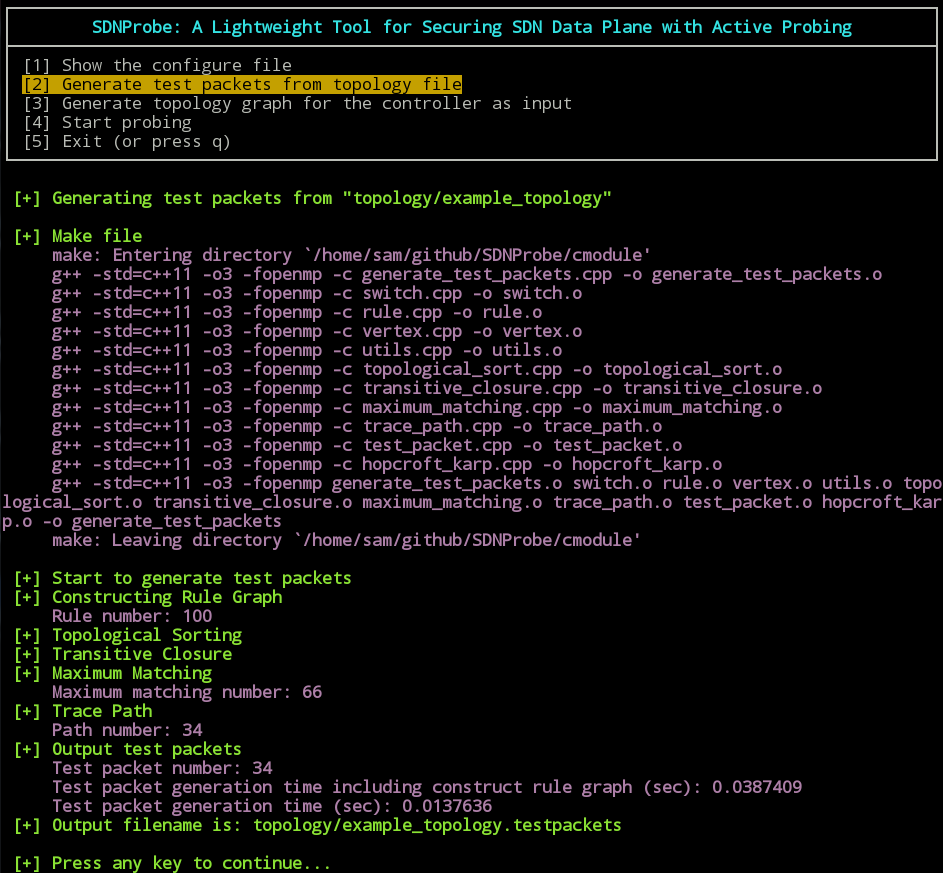 SDNProbe: A Lightweight Tool for Securing SDN Data Plane with Active Probing
[1] Show the configure file
[2] Generate test packets from topology file
[3] Generate topology graph for the controller as input
[4] Start probing
[5] Exit (or press q)
[+] Generating test packets from "topology/example_topology"
[+] Make file
make: Entering directory `/home/sam/github/SDNProbe/cmodule'
g++ -std=c++11 -o3 -fopenmp -c generate_test_packets.cpp -o generate_test_packets.o
g++ -std=c++11 -o3 -fopenmp -c switch.cpp -o switch.o
g++ -std=c++11 -o3 -fopenmp -c rule.cpp -o rule.o
g++ -std=c++11 -o3 -fopenmp -c vertex.cpp -o vertex.o
g++ -std=c++11 -o3 -fopenmp -c utils.cpp -o utils.o
g++ -std=c++11 -o3 -fopenmp -c topological_sort.cpp -o topological_sort.o
g++ -std=c++11 -o3 -fopenmp -c transitive_closure.cpp -o transitive_closure.o
g++ -std=c++11 -o3 -fopenmp -c maximum_matching.cpp -o maximum_matching.o
g++ -std=c++11 -o3 -fopenmp -c trace_path.cpp -o trace_path.o
g++ -std=c++11 -o3 -fopenmp -c test_packet.cpp -o test_packet.o
g++ -std=c++11 -o3 -fopenmp -c hopcroft_karp.cpp -o hopcroft_karp.o
g++ -std=c++11 -o3 -fopenmp generate_test_packets.o switch.o rule.o vertex.o utils.o topo
logical_sort.o transitive_closure.o maximum_matching.o trace_path.o test_packet.o hopcroft_kar
p.o -o generate_test_packets
make: Leaving directory `/home/sam/github/SDNProbe/cmodule'
[+] Start to generate test packets
[+] Constructing Rule Graph
Rule number: 100
[+] Topological Sorting
[+] Transitive Closure
[+] Maximum Matching
Maximum matching number: 66
[+] Trace Path
Path number: 34
[+] Output test packets
Test packet number: 34
Test packet generation time including construct rule graph (sec): 0.0387409
Test packet generation time (sec): 0.0137636
[+] Output filename is: topology/example_topology.testpackets
[+] Press any key to continue...